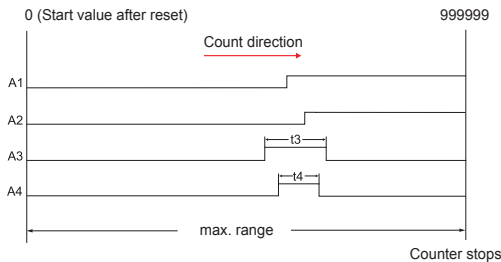 0 (Start value after reset) 999999
Count direction
A1
A2
t3
A3
t4
A4
max. range
Counter stops